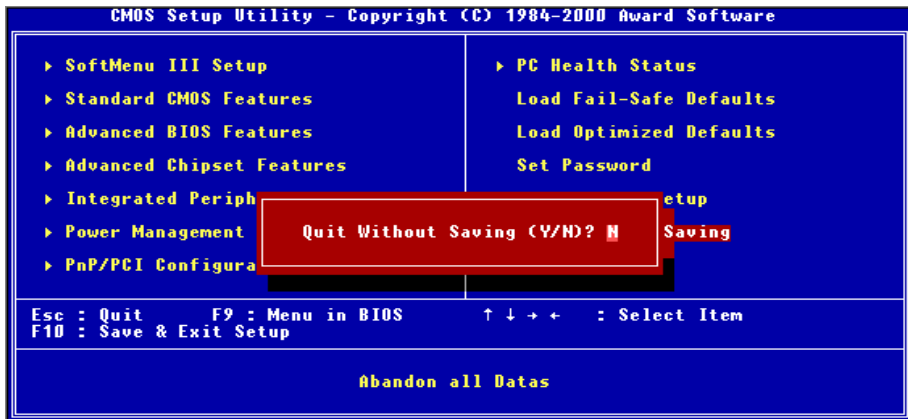 CMOS Setup Utility - Copyright (C) 1984-2000 Award Software
SoftMenu III Setup
Standard CMOS Features
Advanced BIOS Features
Advanced Chipset Features
Integrated Periph
Power Management
PnP/PCI Configura
PC Health Status
Load Fail-Safe Defaults
Load Optimized Defaults
Set Password
etup
Saving
Quit Without Saving (Y/N)? N
Esc : Quit F9 : Menu in BIOS ↑ ↓ → ← : Select Item
F10 : Save & Exit Setup
Abandon all Datas